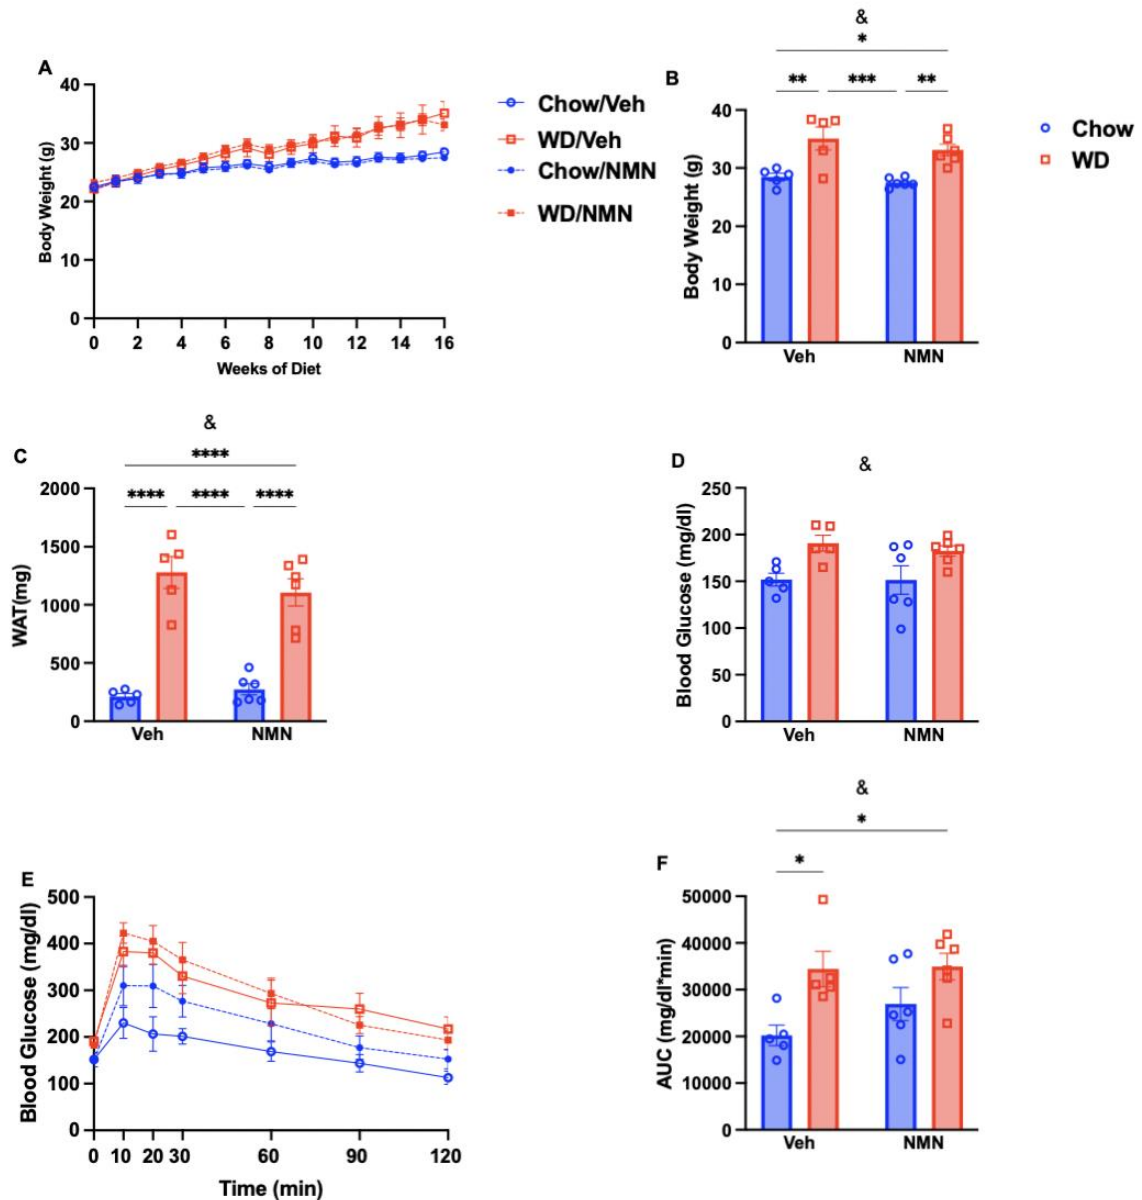 A
40
30
20
10
0
Body Weight (g)
0 2 4 6 8 10 12 14 16
Weeks of Diet
Chow/Veh
WD/Veh
Chow/NMN
WD/NMN
B
&
*
** *** **
40
30
20
10
0
Body Weight (g)
Veh NMN
Chow
WD
C
&
****
**** **** ****
2000
1500
1000
500
0
WAT(mg)
Veh NMN
D
&
250
200
150
100
50
0
Blood Glucose (mg/dl)
Veh NMN
E
500
400
300
200
100
0
Blood Glucose (mg/dl)
0 10 20 30 60 90 120
Time (min)
F
&
*
*
50000
40000
30000
20000
10000
0
AUC (mg/dl*min)
Veh NMN